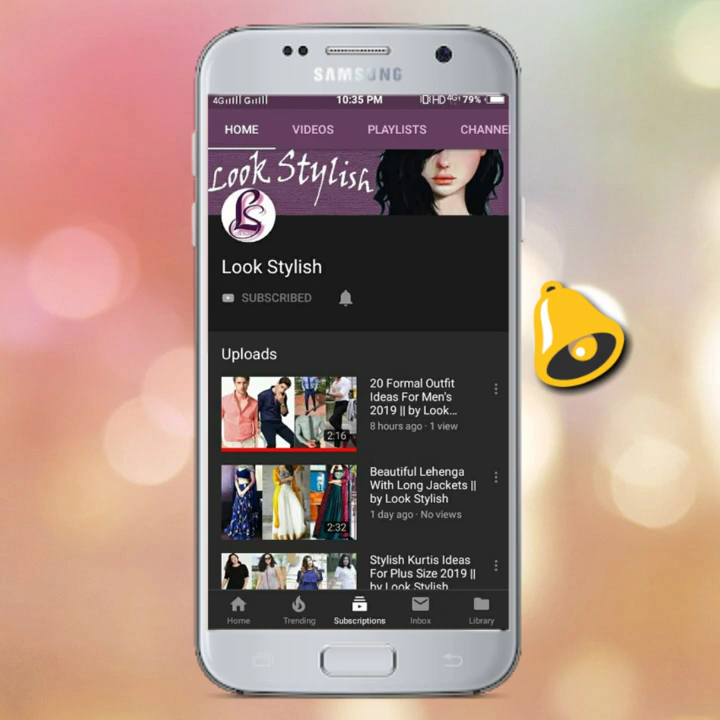 SAMSUNG
4G G 10:35 PM HD 4G+ 79%
HOME VIDEOS PLAYLISTS CHANNE
Look Stylish
LS
Look Stylish
SUBSCRIBED
Uploads
20 Formal Outfit
Ideas For Men's
2019 || by Look...
8 hours ago · 1 view
2:16
Beautiful Lehenga
With Long Jackets ||
by Look Stylish
1 day ago · No views
2:32
Stylish Kurtis Ideas
For Plus Size 2019 ||
by Look Stylish
Home Trending Subscriptions Inbox Library